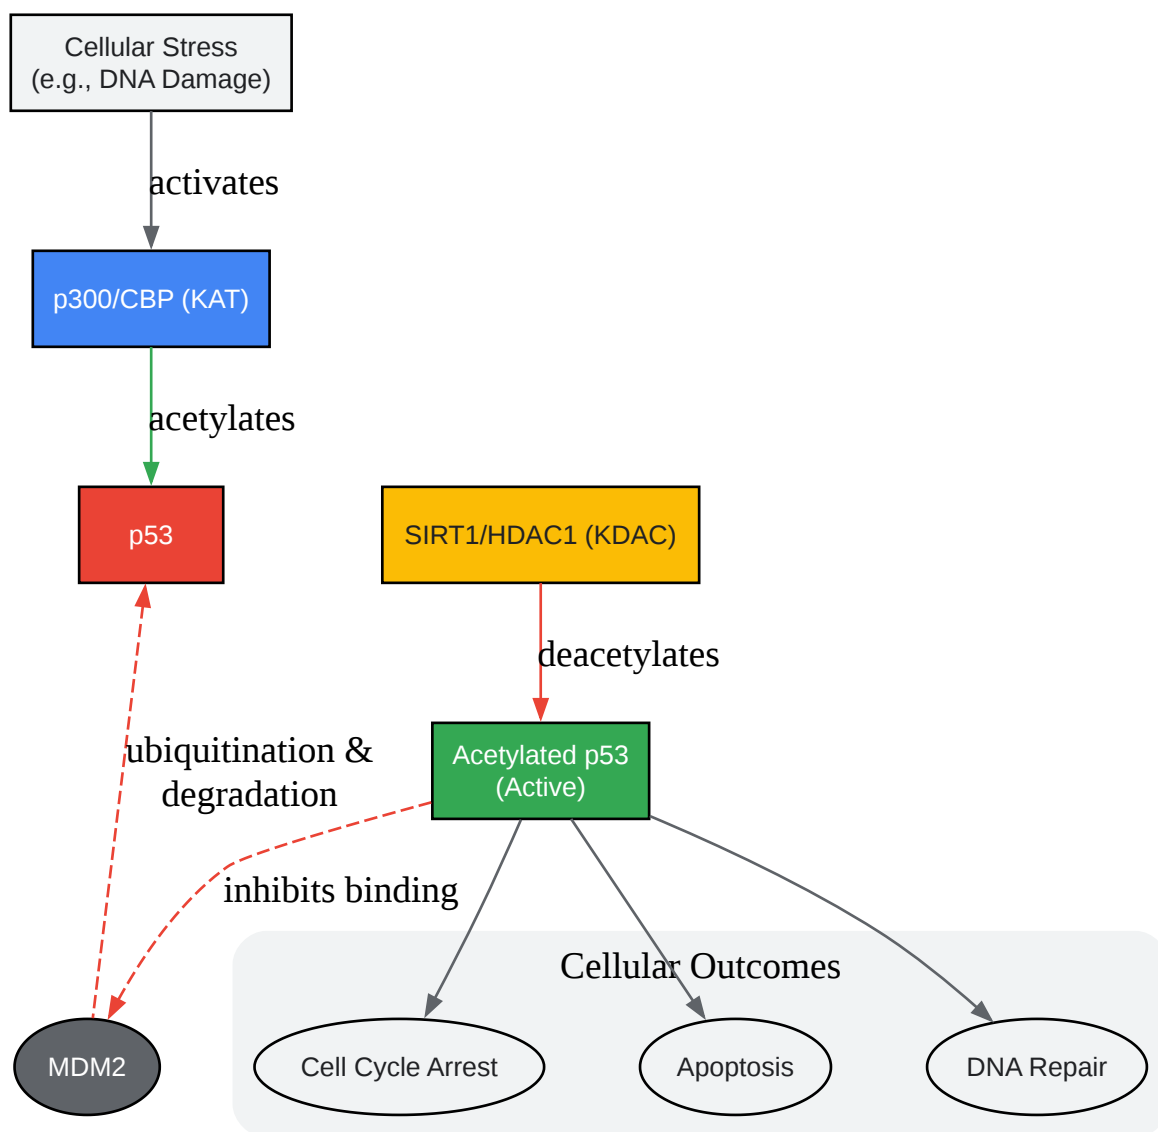 Cellular Stress
(e.g., DNA Damage)
activates
p300/CBP (KAT)
acetylates
p53
SIRT1/HDAC1 (KDAC)
deacetylates
ubiquitination &
degradation
Acetylated p53
(Active)
inhibits binding
Cellular Outcomes
MDM2
Cell Cycle Arrest
Apoptosis
DNA Repair